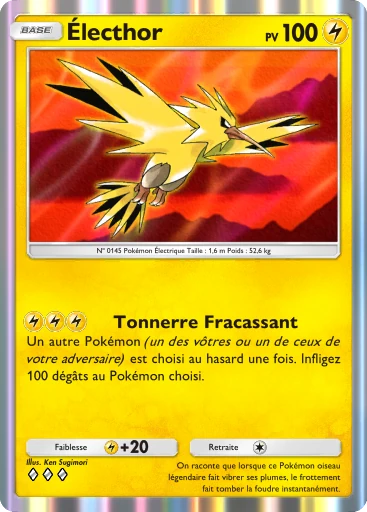 BASE Électhor PV 100
N° 0145 Pokémon Électrique Taille : 1,6 m Poids : 52,6 kg
Tonnerre Fracassant
Un autre Pokémon (un des vôtres ou un de ceux de
votre adversaire) est choisi au hasard une fois. Infligez
100 dégâts au Pokémon choisi.
Faiblesse +20 Retraite
Illus. Ken Sugimori
On raconte que lorsque ce Pokémon oiseau
légendaire fait vibrer ses plumes, le frottement
fait tomber la foudre instantanément.